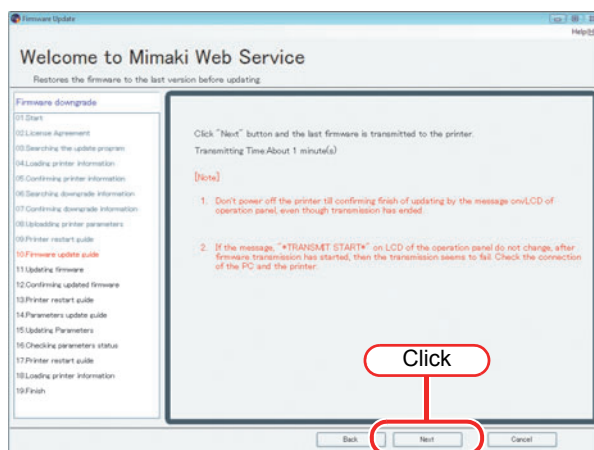 Firmware Update
Help(H)
Welcome to Mimaki Web Service
Restores the firmware to the last version before updating.
Firmware downgrade
01.Start
02.License Agreement
03.Searching the update program
04.Loading printer information
05.Confirming printer information
06.Searching downgrade information
07.Confirming downgrade information
08.Uploadding printer parameters
09.Printer restart guide
10.Firmware update guide
11.Updating firmware
12.Confirming updated firmware
13.Printer restart guide
14.Parameters update guide
15.Updating Parameters
16.Checking parameters status
17.Printer restart guide
18.Loading printer information
19.Finish
Click "Next" button and the last firmware is transmitted to the printer.
Transmitting Time:About 1 minute(s)
[Note]
1. Don't power off the printer till confirming finish of updating by the message onvLCD of
operation panel, even though transmission has ended.
2. If the message, "*TRANSMIT START*" on LCD of the operation panel do not change, after
firmware transmission has started, then the transmission seems to fail. Check the connection
of the PC and the printer.
Click
Back
Next
Cancel